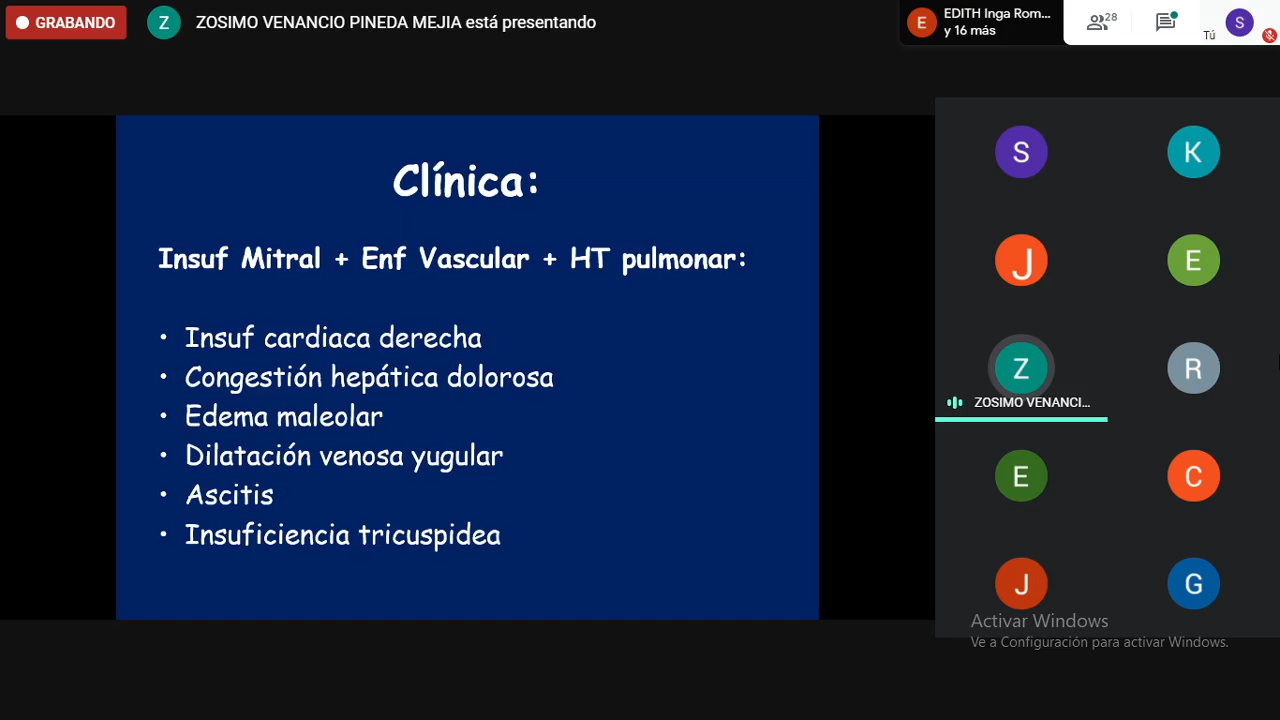 GRABANDO
Z
ZOSIMO VENANCIO PINEDA MEJIA está presentando
E
EDITH Inga Rom...
y 16 más
28
Tú
S
Clínica:
Insuf Mitral + Enf Vascular + HT pulmonar:
• Insuf cardiaca derecha
• Congestión hepática dolorosa
• Edema maleolar
• Dilatación venosa yugular
• Ascitis
• Insuficiencia tricuspidea
S
K
J
E
Z
R
ZOSIMO VENANCI...
E
C
J
G
Activar Windows
Ve a Configuración para activar Windows.